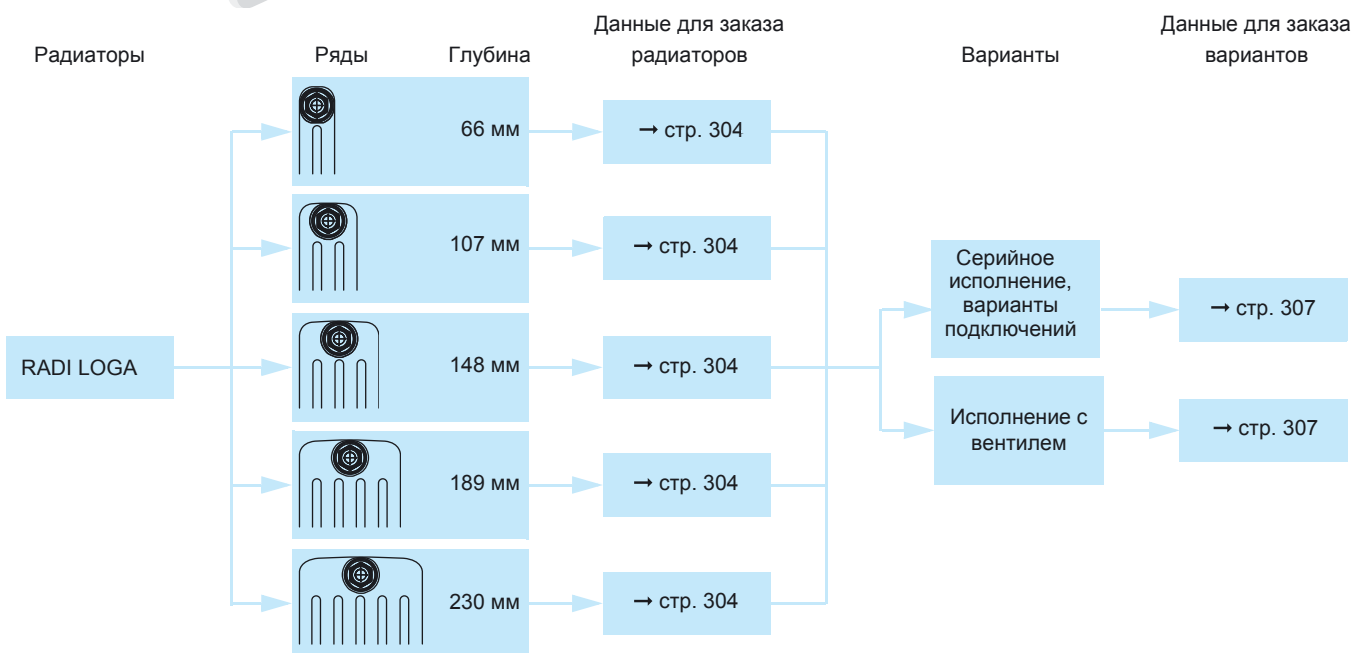 Данные для заказа
радиаторов
Данные для заказа
вариантов
Радиаторы
Ряды
Глубина
Варианты
66 мм
→ стр. 304
107 мм
→ стр. 304
148 мм
→ стр. 304
189 мм
→ стр. 304
230 мм
→ стр. 304
RADI LOGA
Серийное
исполнение,
варианты
подключений
→ стр. 307
Исполнение с
вентилем
→ стр. 307